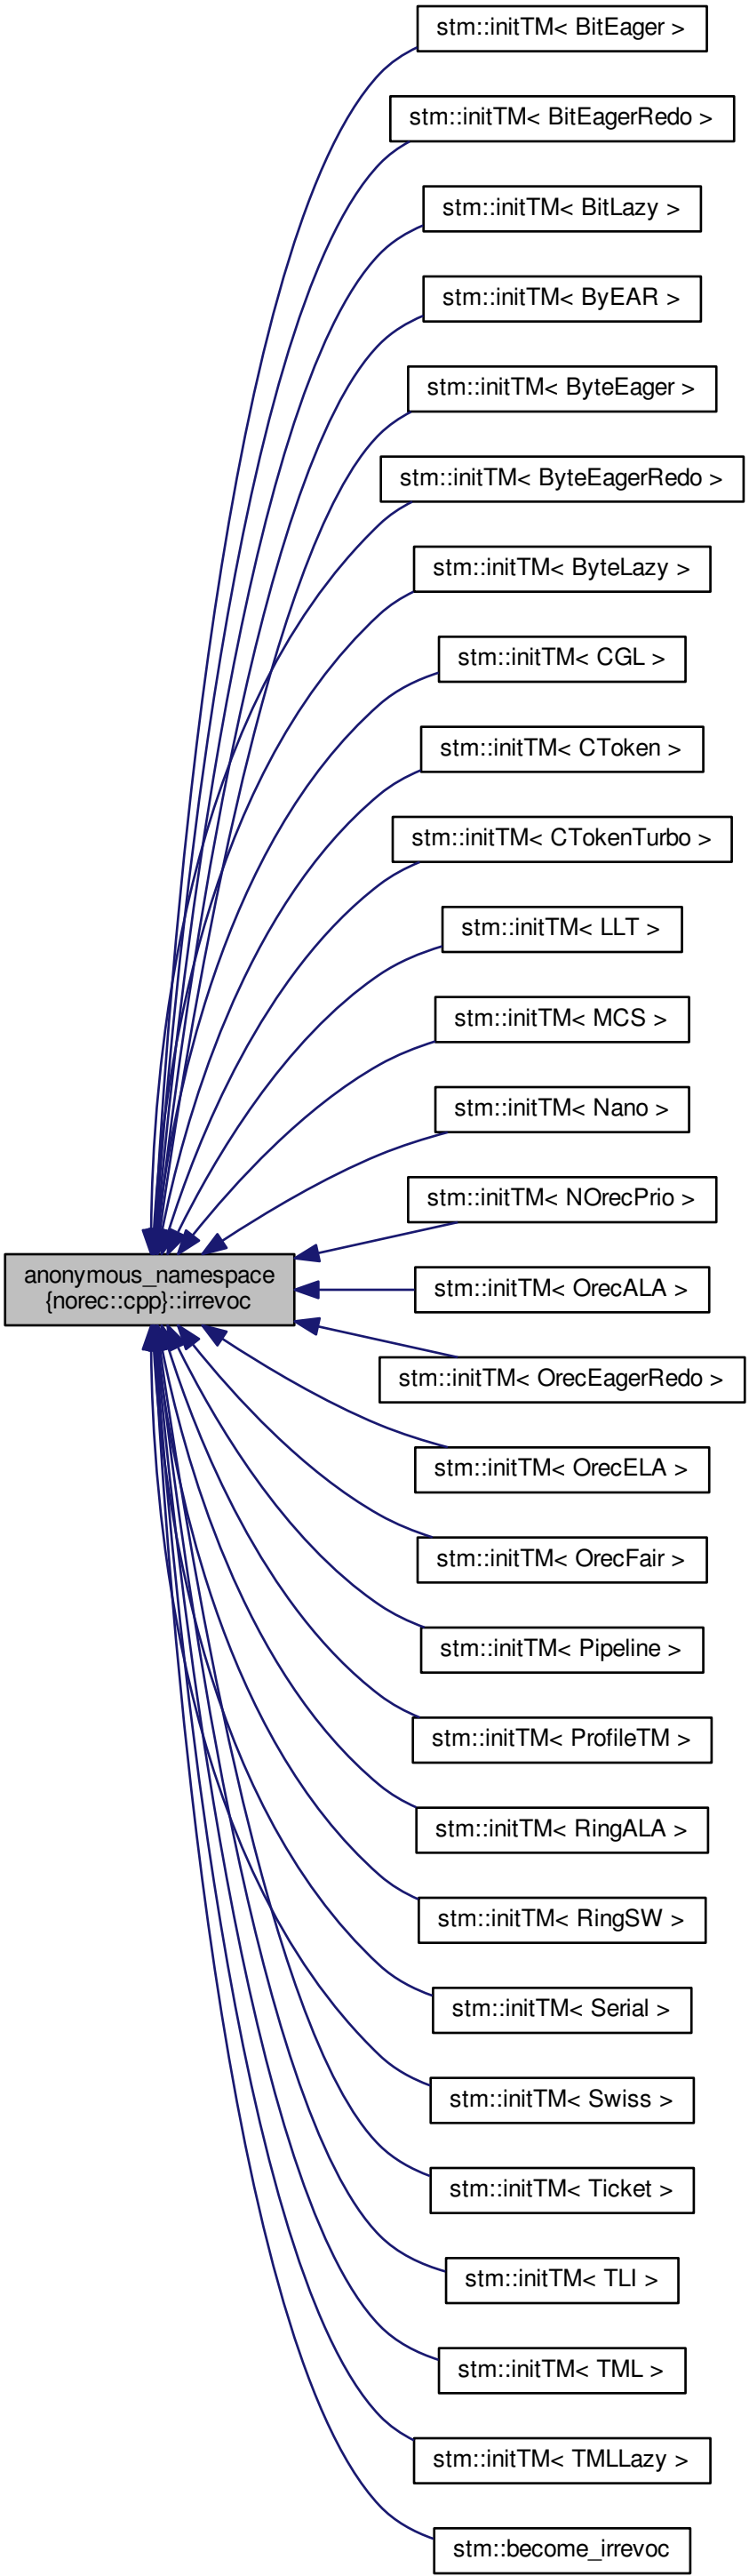 stm::initTM< BitEager >
stm::initTM< BitEagerRedo >
stm::initTM< BitLazy >
stm::initTM< ByEAR >
stm::initTM< ByteEager >
stm::initTM< ByteEagerRedo >
stm::initTM< ByteLazy >
stm::initTM< CGL >
stm::initTM< CToken >
stm::initTM< CTokenTurbo >
stm::initTM< LLT >
stm::initTM< MCS >
stm::initTM< Nano >
stm::initTM< NOrecPrio >
anonymous_namespace
{norec::cpp}::irrevoc
stm::initTM< OrecALA >
stm::initTM< OrecEagerRedo >
stm::initTM< OrecELA >
stm::initTM< OrecFair >
stm::initTM< Pipeline >
stm::initTM< ProfileTM >
stm::initTM< RingALA >
stm::initTM< RingSW >
stm::initTM< Serial >
stm::initTM< Swiss >
stm::initTM< Ticket >
stm::initTM< TLI >
stm::initTM< TML >
stm::initTM< TMLLazy >
stm::become_irrevoc